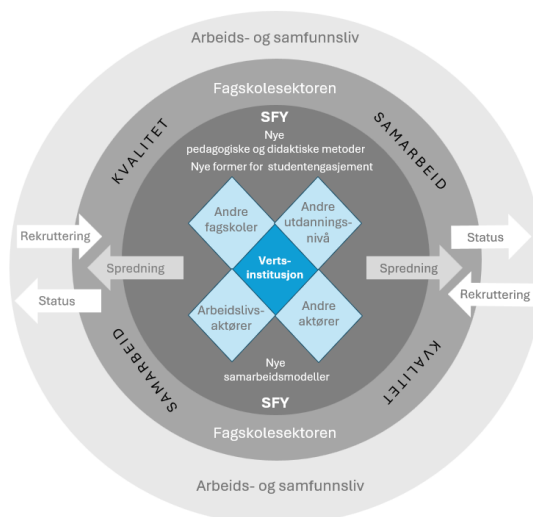 Arbeids- og samfunnsliv
Fagskolesektoren
SFY
Nye
pedagogiske og didaktiske metoder
Nye former for studentengasjement
KVALITET
SAMARBEID
Andre
fagskoler
Andre
utdannings-
nivå
Rekruttering
Status
Verts-
institusjon
Spredning
Spredning
Status
Rekruttering
Arbeidslivs-
aktører
Andre
aktører
SAMARBEID
KVALITET
Nye
samarbeidsmodeller
SFY
Fagskolesektoren
Arbeids- og samfunnsliv